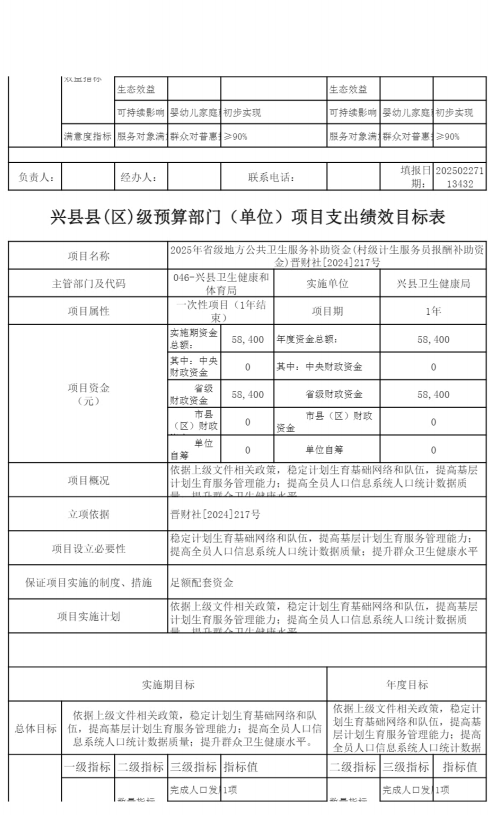 生态效益 生态效益
可持续影响 婴幼儿家庭 初步实现 可持续影响 婴幼儿家庭 初步实现
满意度指标 服务对象满 群众对普惠 ≥90% 服务对象满 群众对普惠 ≥90%
负责人： 经办人： 联系电话： 填报日期： 20250227113432
兴县县(区)级预算部门（单位）项目支出绩效目标表
项目名称 2025年省级地方公共卫生服务补助资金(村级计生服务员报酬补助资金)晋财社[2024]217号
主管部门及代码 046-兴县卫生健康和体育局 实施单位 兴县卫生健康局
项目属性 一次性项目（1年结束） 项目期 1年
项目资金（元） 实施期资金总额： 58,400 年度资金总额： 58,400
其中：中央财政资金 0 其中：中央财政资金 0
省级财政资金 58,400 省级财政资金 58,400
市县（区）财政 0 市县（区）财政资金 0
单位自筹 0 单位自筹 0
项目概况 依据上级文件相关政策，稳定计划生育基础网络和队伍，提高基层计划生育服务管理能力；提高全员人口信息系统人口统计数据质量；提升群众卫生健康水平
立项依据 晋财社[2024]217号
项目设立必要性 稳定计划生育基础网络和队伍，提高基层计划生育服务管理能力；提高全员人口信息系统人口统计数据质量；提升群众卫生健康水平
保证项目实施的制度、措施 足额配套资金
项目实施计划 依据上级文件相关政策，稳定计划生育基础网络和队伍，提高基层计划生育服务管理能力；提高全员人口信息系统人口统计数据质量；提升群众卫生健康水平
实施期目标 年度目标
总体目标 依据上级文件相关政策，稳定计划生育基础网络和队伍，提高基层计划生育服务管理能力；提高全员人口信息系统人口统计数据质量；提升群众卫生健康水平。 依据上级文件相关政策，稳定计划生育基础网络和队伍，提高基层计划生育服务管理能力；提高全员人口信息系统人口统计数据
一级指标 二级指标 三级指标 指标值 二级指标 三级指标 指标值
完成人口发 1项 完成人口发 1项